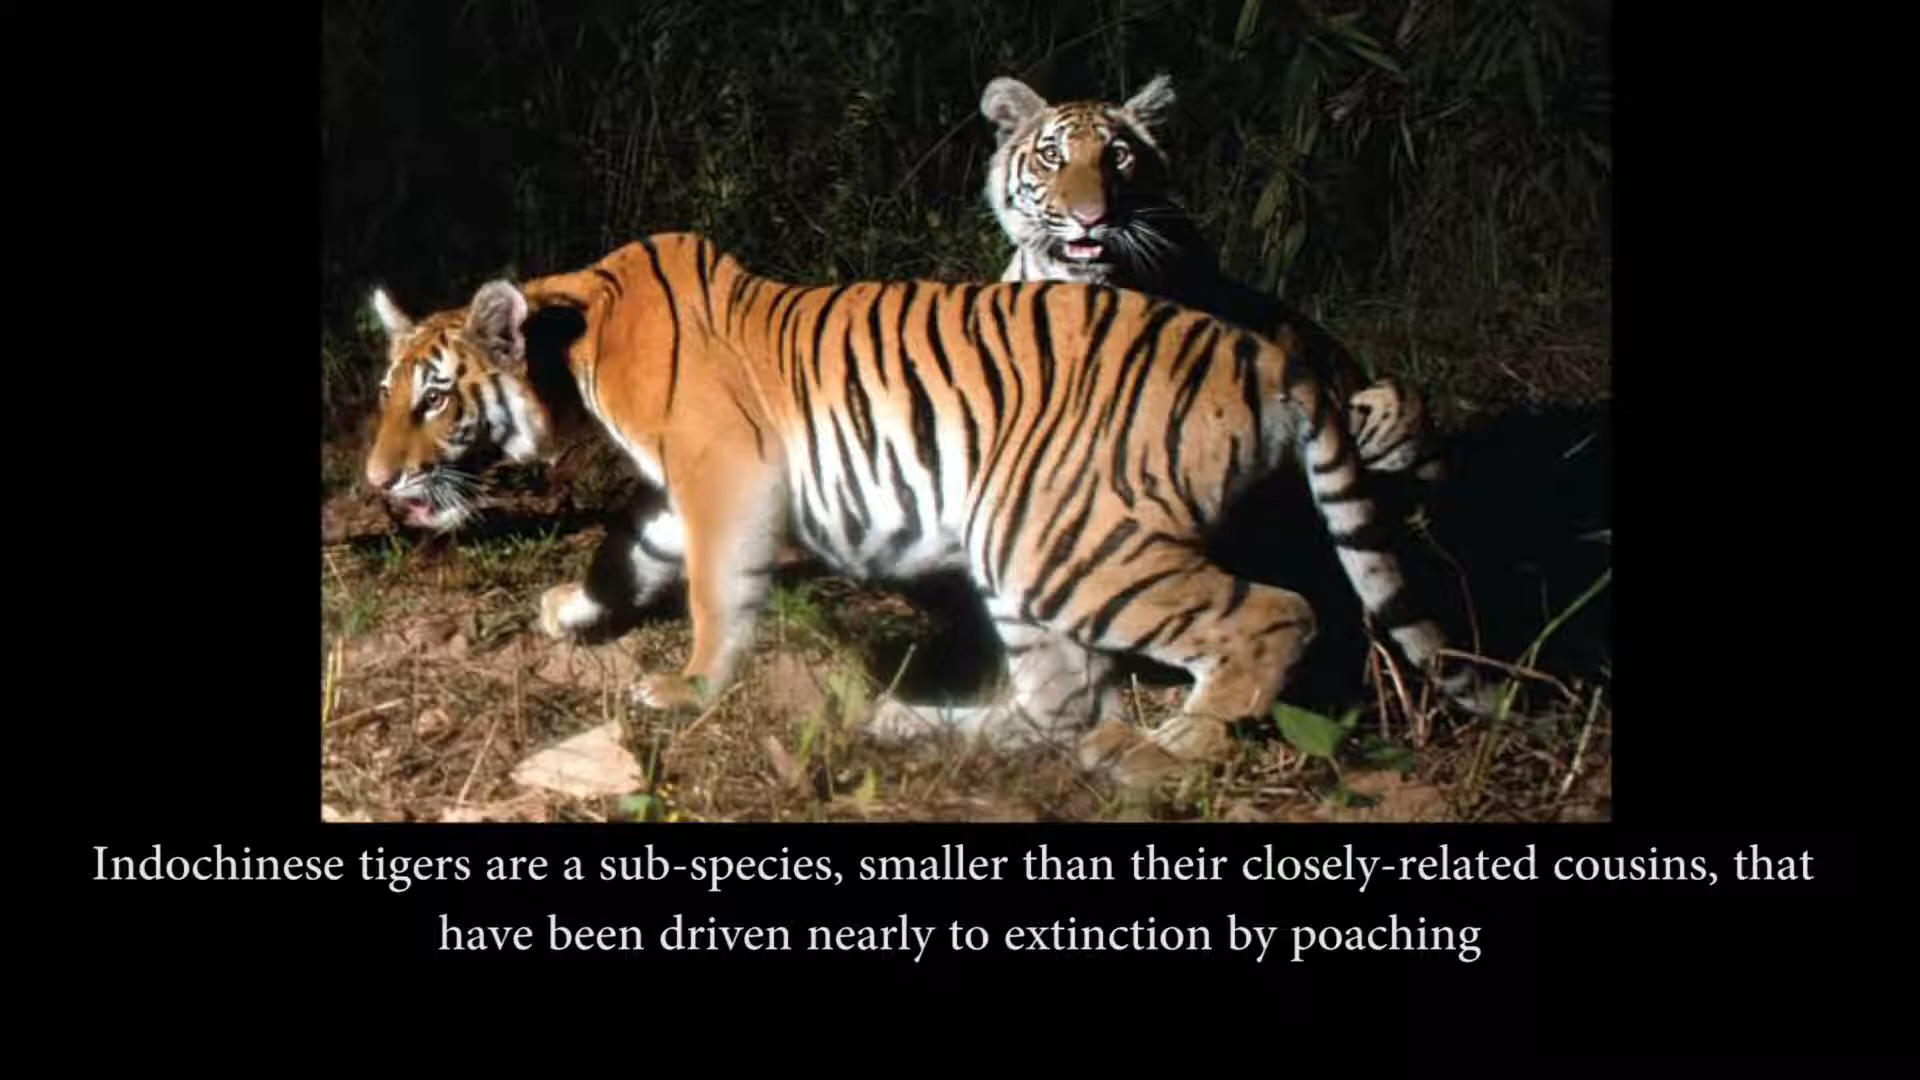 Indochinese tigers are a sub-species, smaller than their closely-related cousins, that
have been driven nearly to extinction by poaching